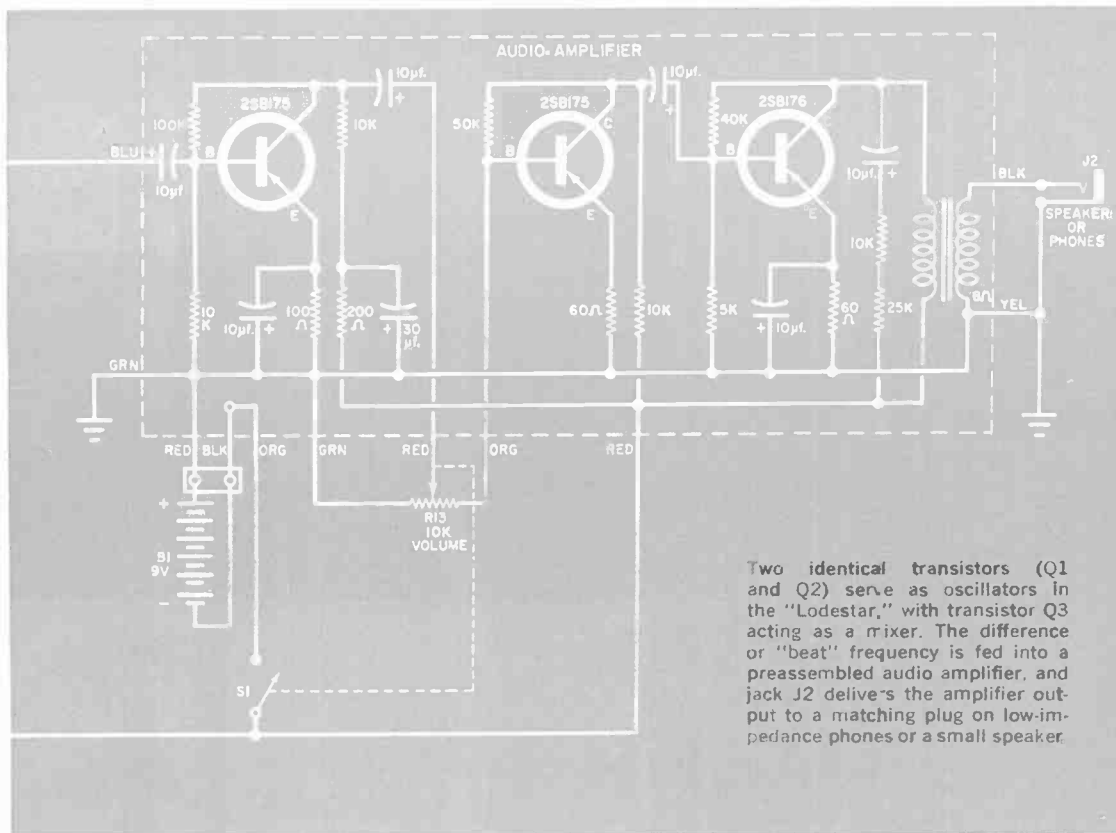 AUDIO-AMPLIFIER
10µf. 10µf.
2SB175 2SB175 2SB176
100K 10K 50K C 40K
BLU + B B B 10µf. BLK J2
10µf
E E E
SPEAKER
OR
PHONES
10K
10
K
10µf. + 100
Ω
200
Ω
+ 30
µf.
60Ω 10K 5K + 10µf. 60
Ω
25K 8Ω YEL
GRN
RED BLK ORG GRN RED ORG RED
+
B1
9V
-
R13
10K
VOLUME
S1
Two identical transistors (Q1
and Q2) serve as oscillators in
the "Lodestar," with transistor Q3
acting as a mixer. The difference
or "beat" frequency is fed into a
preassembled audio amplifier, and
jack J2 delivers the amplifier out-
put to a matching plug on low-im-
pedance phones or a small speaker.